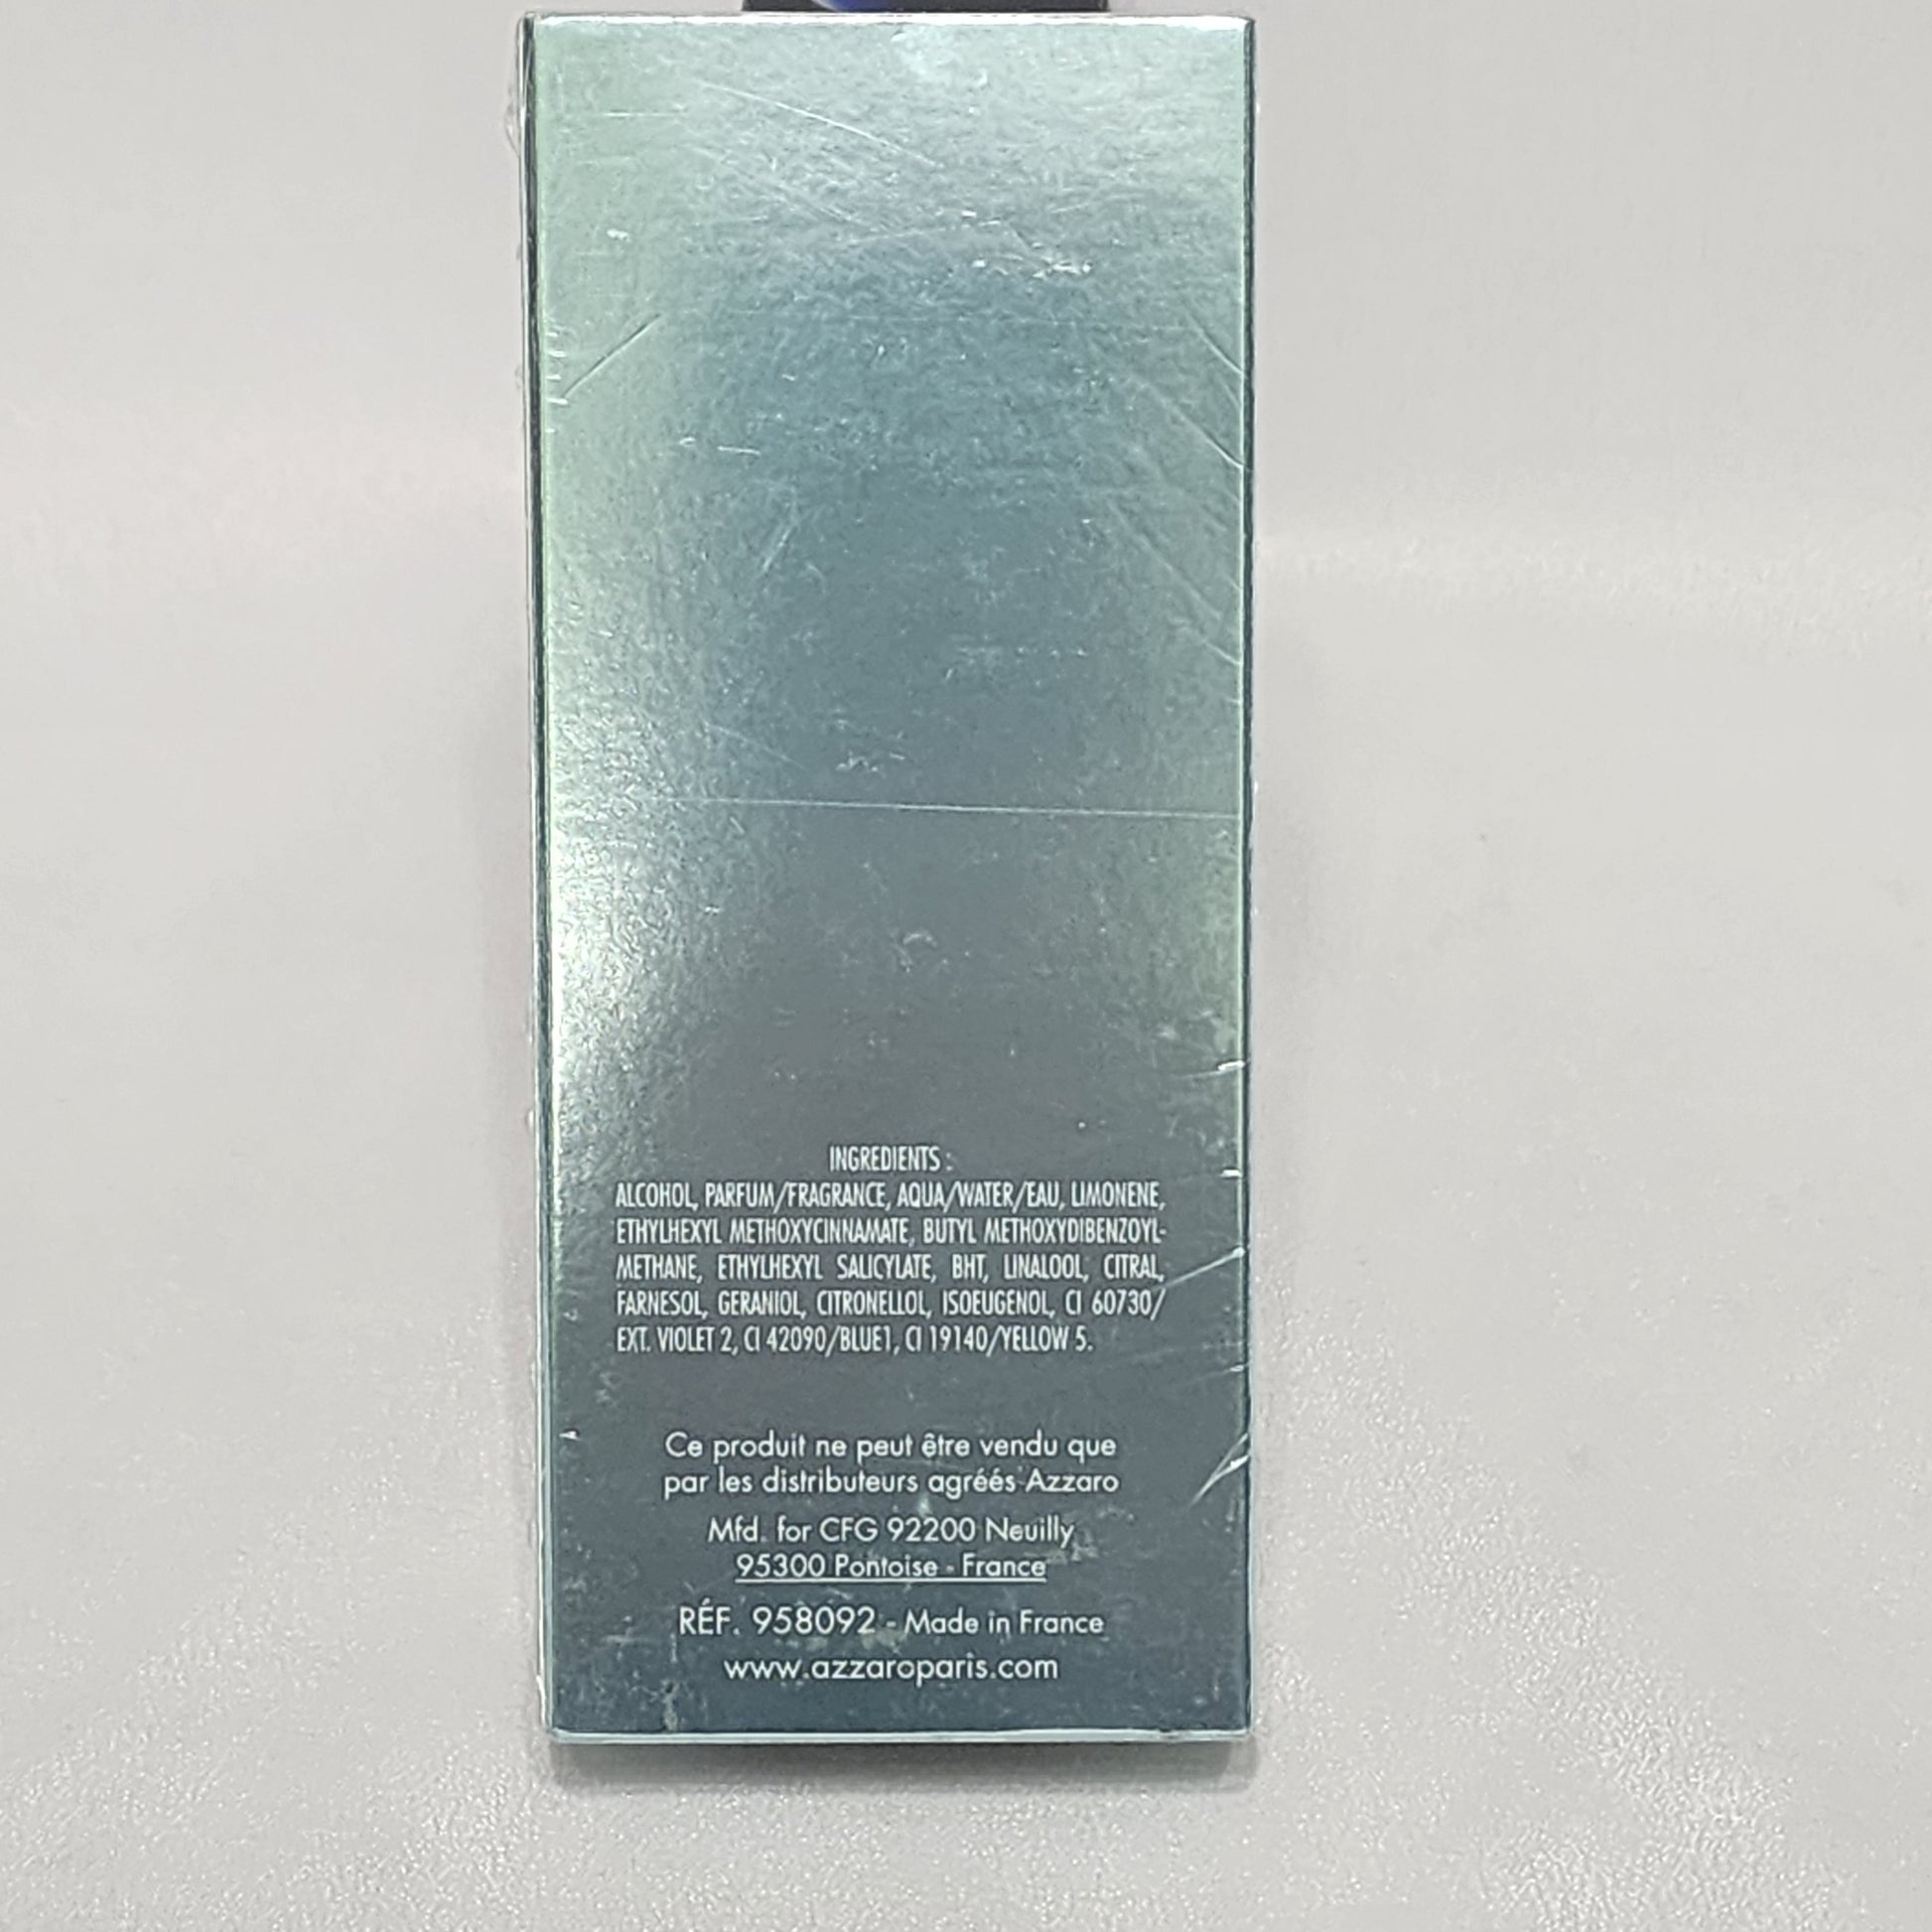 INGREDIENTS :
ALCOHOL, PARFUM/FRAGRANCE, AQUA/WATER/EAU, LIMONENE,
ETHYLHEXYL METHOXYCINNAMATE, BUTYL METHOXYDIBENZOYL-
METHANE, ETHYLHEXYL SALICYLATE, BHT, LINALOOL, CITRAL,
FARNESOL, GERANIOL, CITRONELLOL, ISOEUGENOL, CI 60730/
EXT. VIOLET 2, CI 42090/BLUE1, CI 19140/YELLOW 5.
Ce produit ne peut être vendu que
par les distributeurs agréés Azzaro
Mfd. for CFG 92200 Neuilly
95300 Pontoise - France
RÉF. 958092 - Made in France
www.azzaroparis.com